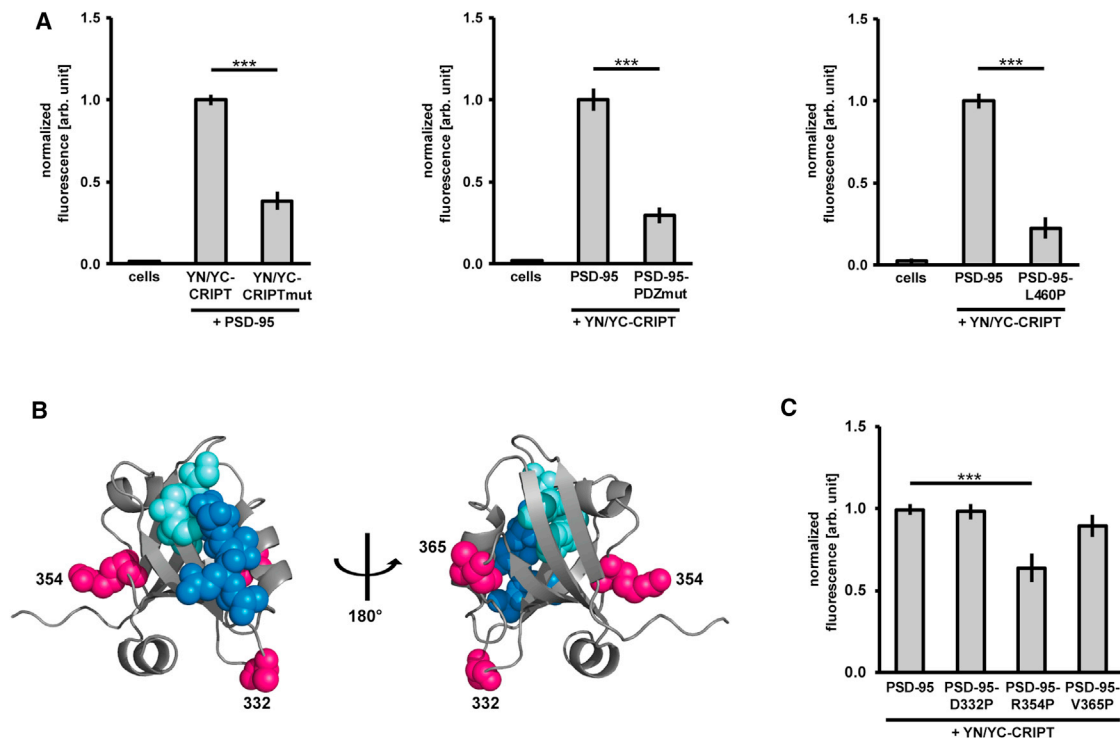 A
normalized
fluorescence [arb. unit]
1.5
1.0
0.5
0.0
***
cells
YN/YC-
CRIPT
YN/YC-
CRIPTmut
+ PSD-95
normalized
fluorescence [arb. unit]
1.5
1.0
0.5
0.0
***
cells
PSD-95
PSD-95-
PDZmut
+ YN/YC-CRIPT
normalized
fluorescence [arb. unit]
1.5
1.0
0.5
0.0
***
cells
PSD-95
PSD-95-
L460P
+ YN/YC-CRIPT
B
354
332
180°
365
354
332
C
normalized
fluorescence [arb. unit]
1.5
1.0
0.5
0.0
***
PSD-95
PSD-95-
D332P
PSD-95-
R354P
PSD-95-
V365P
+ YN/YC-CRIPT